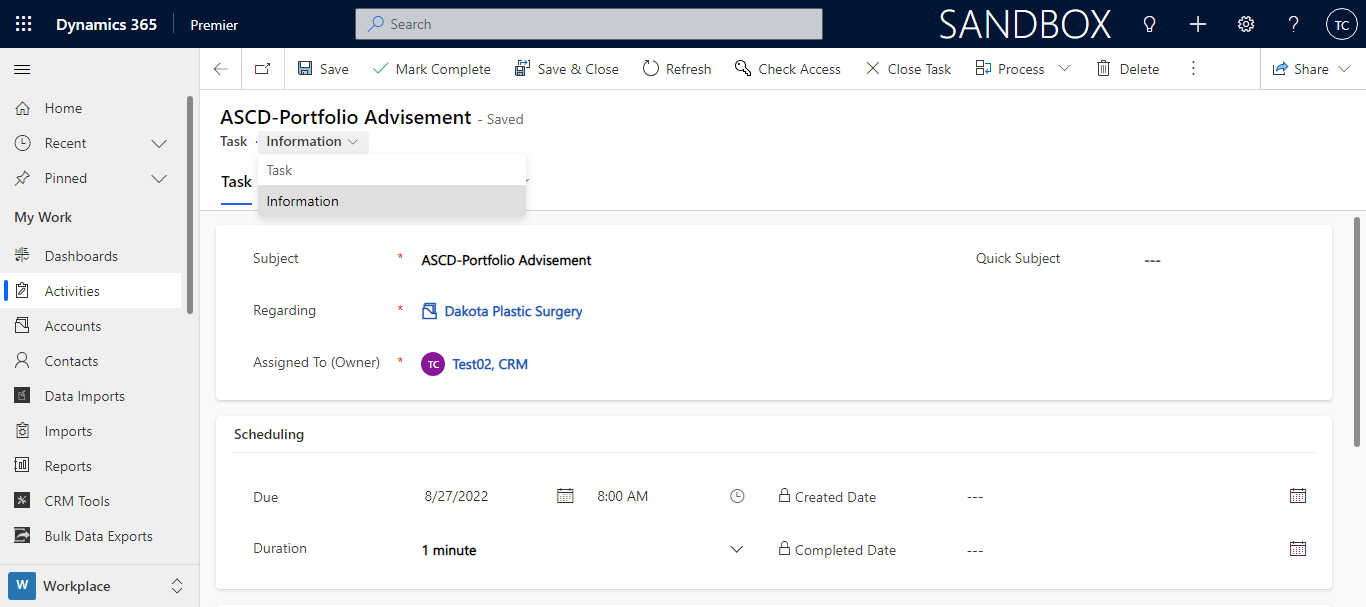 Dynamics 365 Premier Search SANDBOX TC
Save Mark Complete Save & Close Refresh Check Access Close Task Process Delete Share
Home
Recent
Pinned
My Work
Dashboards
Activities
Accounts
Contacts
Data Imports
Imports
Reports
CRM Tools
Bulk Data Exports
W Workplace
ASCD-Portfolio Advisement - Saved
Task · Information
Task
Information
Task
Subject * ASCD-Portfolio Advisement Quick Subject ---
Regarding * Dakota Plastic Surgery
Assigned To (Owner) * TC Test02, CRM
Scheduling
Due 8/27/2022 8:00 AM Created Date ---
Duration 1 minute Completed Date ---